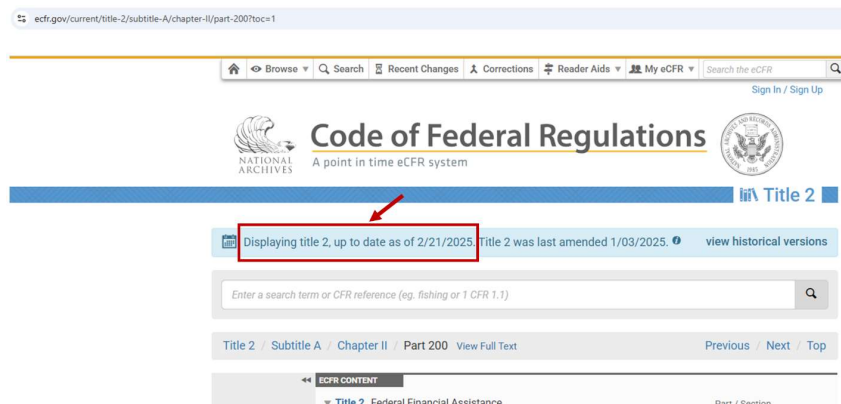 ecfr.gov/current/title-2/subtitle-A/chapter-II/part-200?toc=1
Browse Search Recent Changes Corrections Reader Aids My eCFR Search the eCFR
Sign In / Sign Up
NATIONAL ARCHIVES
Code of Federal Regulations
A point in time eCFR system
Title 2
Displaying title 2, up to date as of 2/21/2025. Title 2 was last amended 1/03/2025. view historical versions
Enter a search term or CFR reference (eg. fishing or 1 CFR 1.1)
Title 2 / Subtitle A / Chapter II / Part 200 View Full Text Previous / Next / Top
ECFR CONTENT
Title 2 Federal Financial Assistance Part / Section